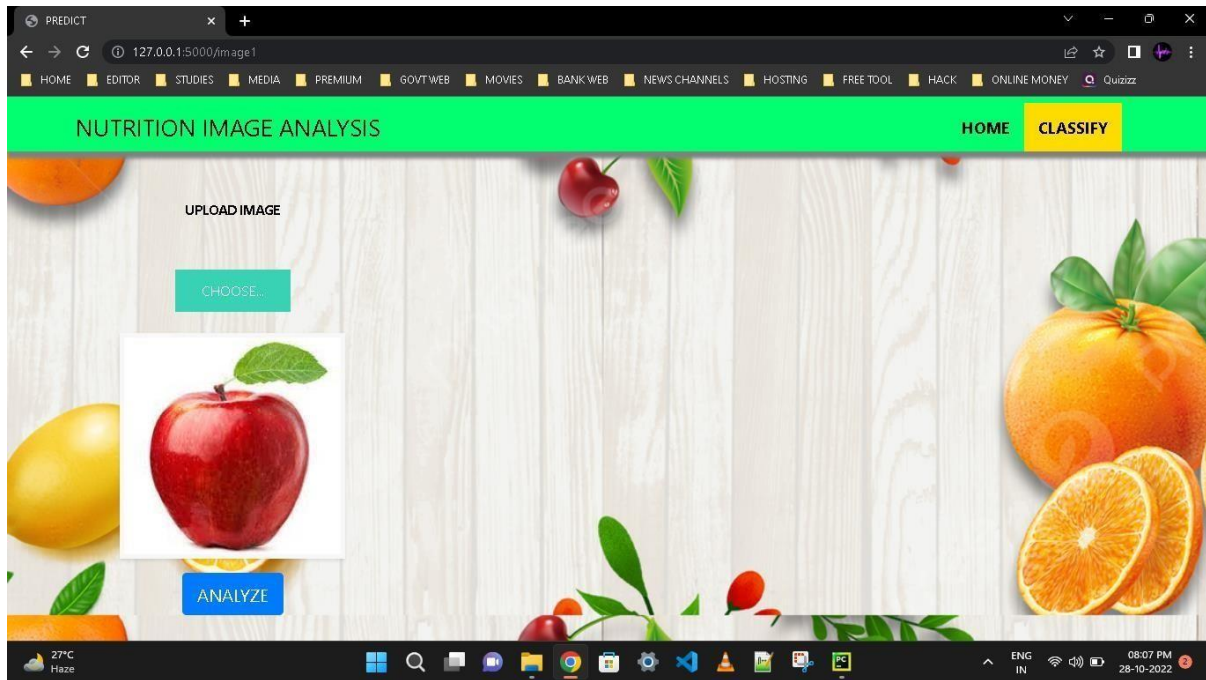 PREDICT
127.0.0.1:5000/image1
HOME EDITOR STUDIES MEDIA PREMIUM GOVT WEB MOVIES BANK WEB NEWS CHANNELS HOSTING FREE TOOL HACK ONLINE MONEY Quizizz
NUTRITION IMAGE ANALYSIS HOME CLASSIFY
UPLOAD IMAGE
CHOOSE...
ANALYZE
27°C
Haze
PC
ENG
IN
08:07 PM
28-10-2022
2